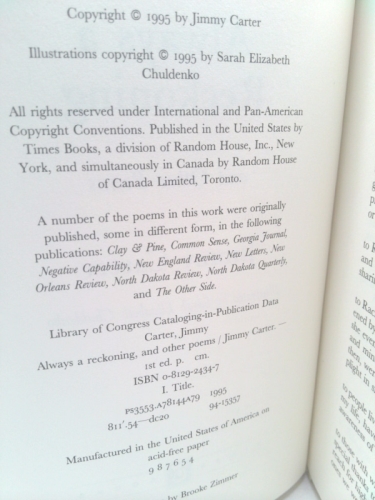 Copyright © 1995 by Jimmy Carter
Illustrations copyright © 1995 by Sarah Elizabeth
Chuldenko
All rights reserved under International and Pan-American
Copyright Conventions. Published in the United States by
Times Books, a division of Random House, Inc., New
York, and simultaneously in Canada by Random House
of Canada Limited, Toronto.
A number of the poems in this work were originally
published, some in different form, in the following
publications: Clay & Pine, Common Sense, Georgia Journal,
Negative Capability, New England Review, New Letters, New
Orleans Review, North Dakota Review, North Dakota Quarterly,
and The Other Side.
Library of Congress Cataloging-in-Publication Data
Carter, Jimmy
Always a reckoning, and other poems / Jimmy Carter. —
1st ed. p. cm.
ISBN 0-8129-2434-7
I. Title.
PS3553.A78144A79 1995
811'.54—dc20 94-15357
Manufactured in the United States of America on
acid-free paper
9 8 7 6 5 4
by Brooke Zimmer